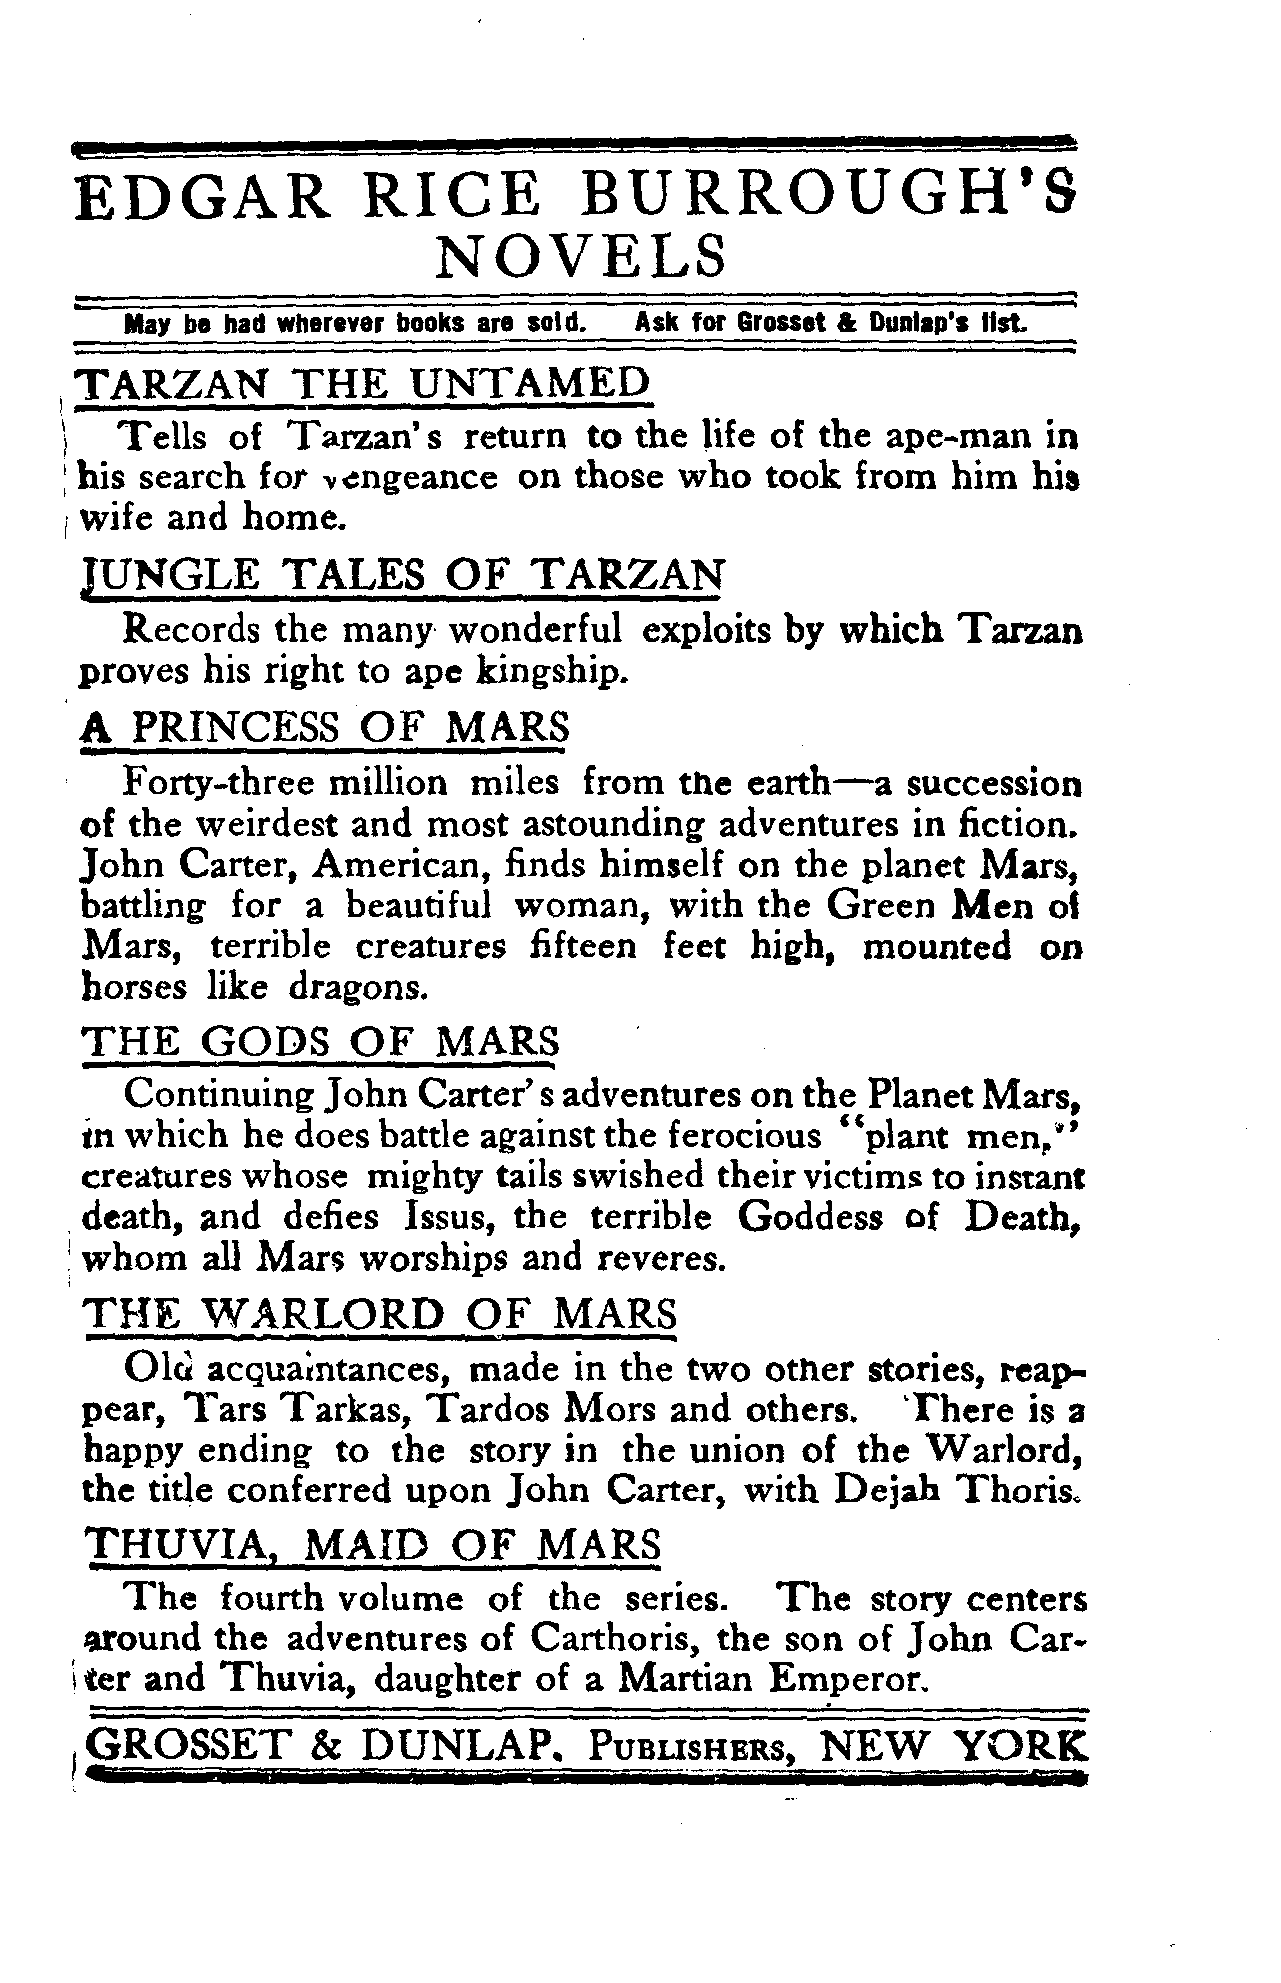 EDGAR RICE BURROUGH'S
NOVELS
May be had wherever books are sold. Ask for Grosset & Dunlap's list.
TARZAN THE UNTAMED
Tells of Tarzan's return to the life of the ape-man in
his search for vengeance on those who took from him his
wife and home.
JUNGLE TALES OF TARZAN
Records the many wonderful exploits by which Tarzan
proves his right to ape kingship.
A PRINCESS OF MARS
Forty-three million miles from the earth—a succession
of the weirdest and most astounding adventures in fiction.
John Carter, American, finds himself on the planet Mars,
battling for a beautiful woman, with the Green Men of
Mars, terrible creatures fifteen feet high, mounted on
horses like dragons.
THE GODS OF MARS
Continuing John Carter's adventures on the Planet Mars,
in which he does battle against the ferocious "plant men,"
creatures whose mighty tails swished their victims to instant
death, and defies Issus, the terrible Goddess of Death,
whom all Mars worships and reveres.
THE WARLORD OF MARS
Old acquaintances, made in the two other stories, reap-
pear, Tars Tarkas, Tardos Mors and others. There is a
happy ending to the story in the union of the Warlord,
the title conferred upon John Carter, with Dejah Thoris.
THUVIA, MAID OF MARS
The fourth volume of the series. The story centers
around the adventures of Carthoris, the son of John Car-
ter and Thuvia, daughter of a Martian Emperor.
GROSSET & DUNLAP, PUBLISHERS, NEW YORK